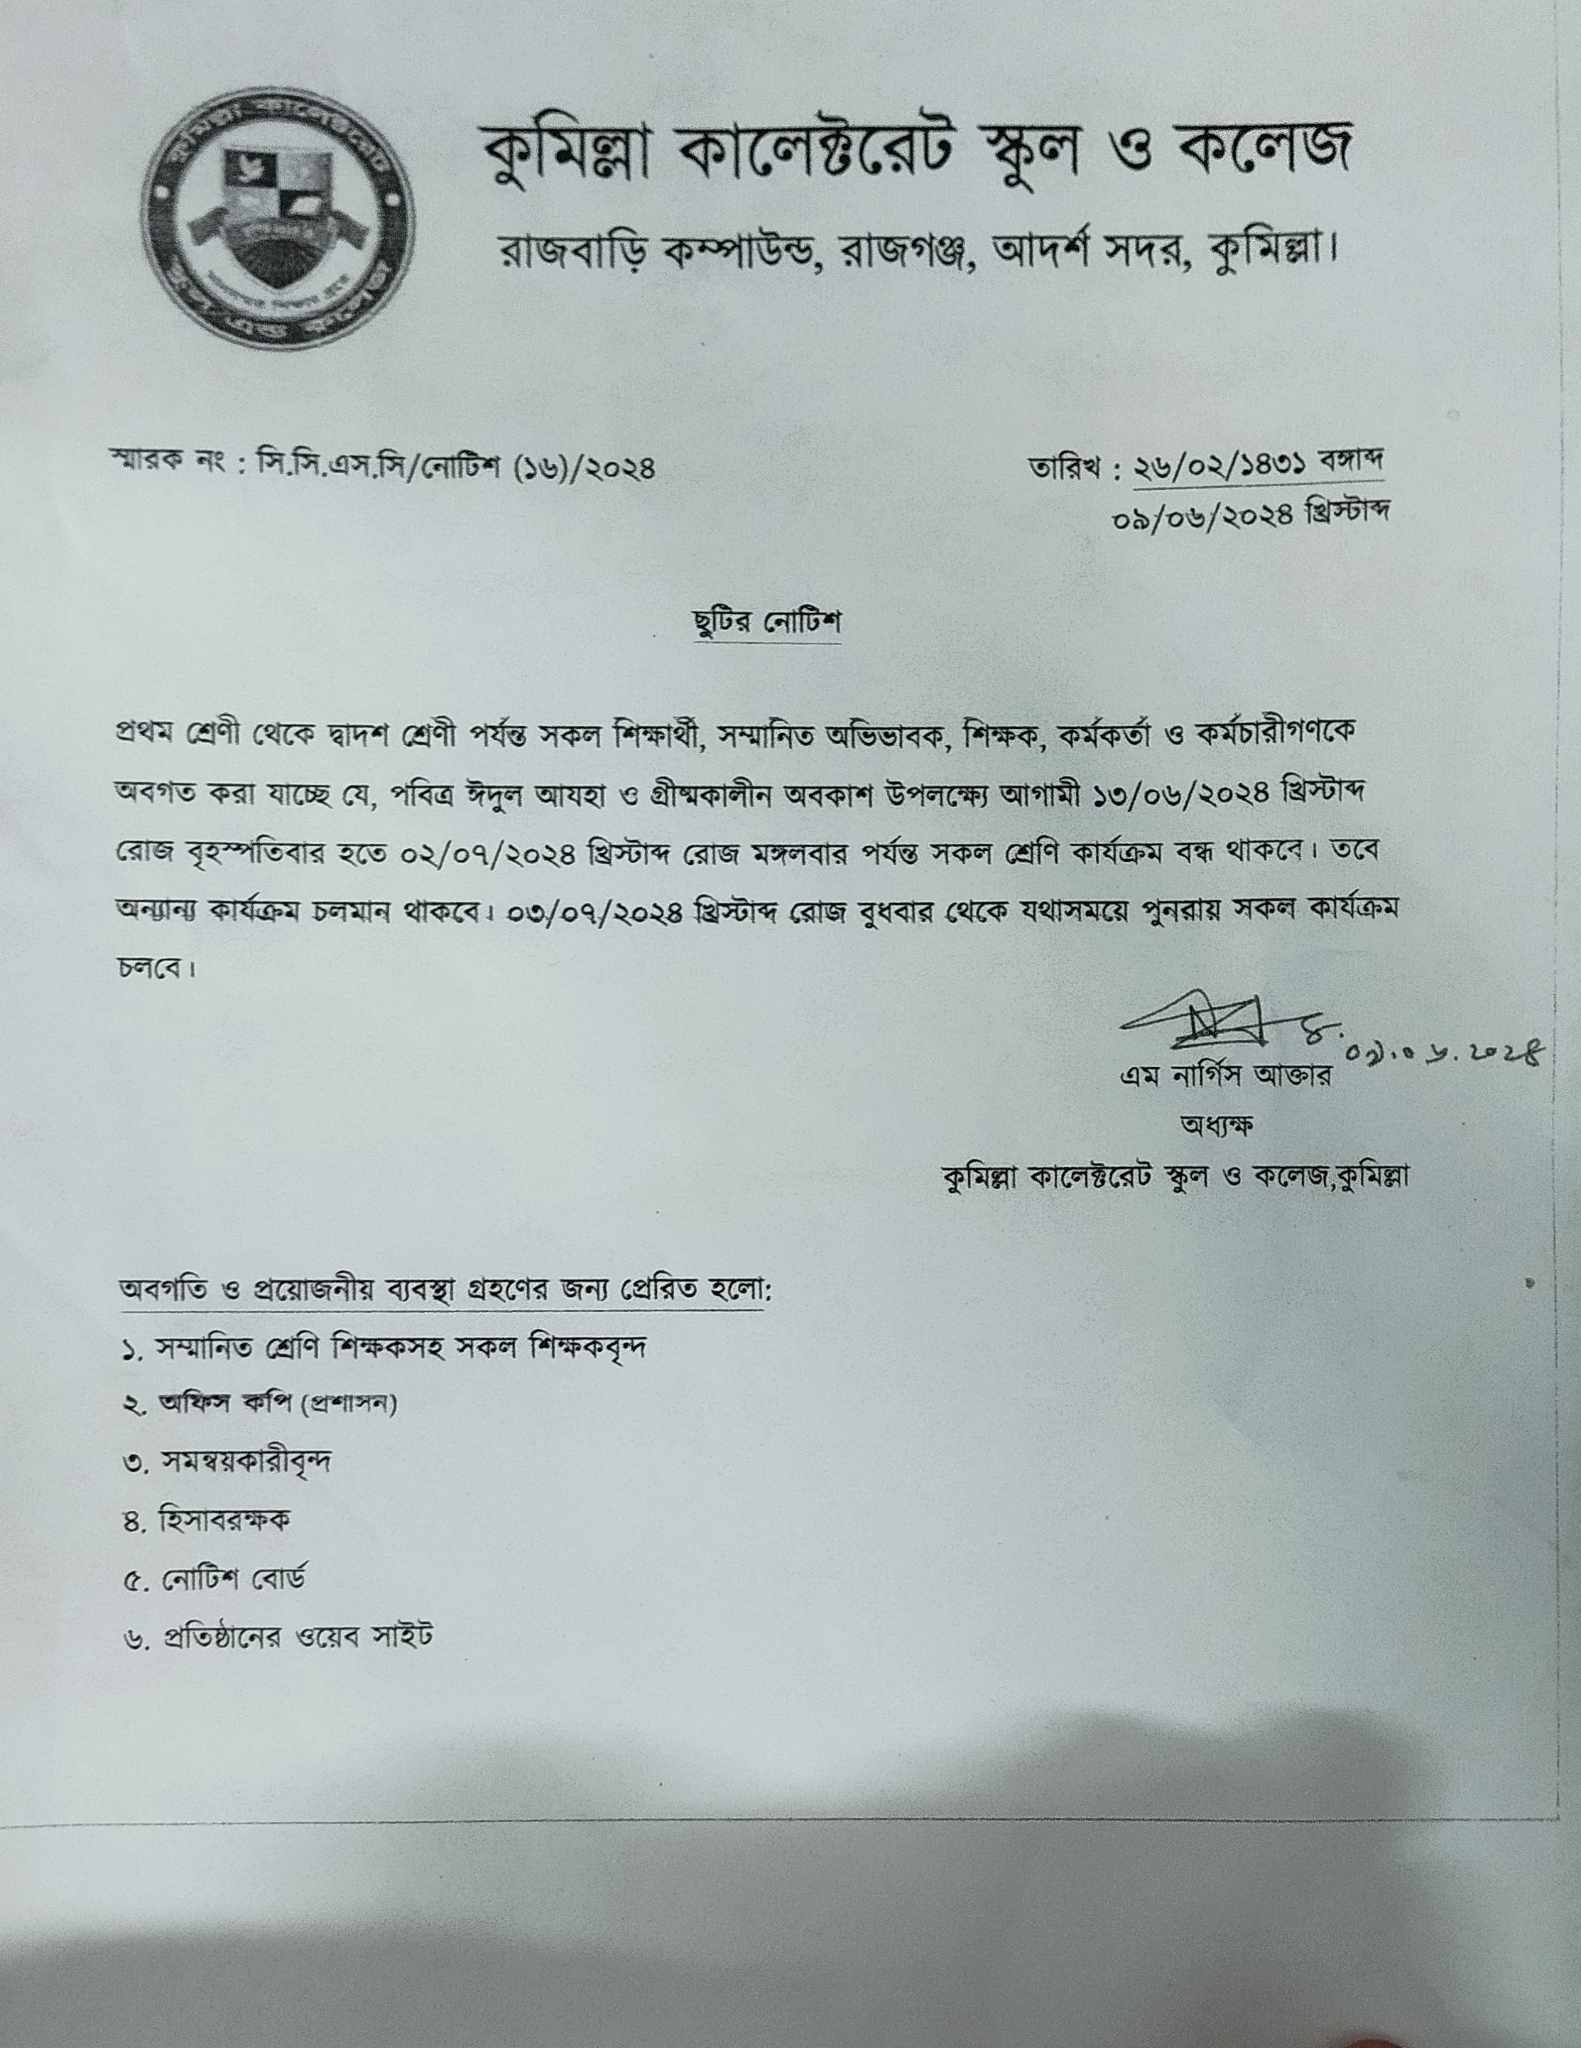 কুমিল্লা কালেক্টরেট
স্কুল এন্ড কলেজ
কুমিল্লা কালেক্টরেট স্কুল ও কলেজ
রাজবাড়ি কম্পাউন্ড, রাজগঞ্জ, আদর্শ সদর, কুমিল্লা।
স্মারক নং : সি.সি.এস.সি/নোটিশ (১৬)/২০২৪
তারিখ : ২৬/০২/১৪৩১ বঙ্গাব্দ
০৯/০৬/২০২৪ খ্রিস্টাব্দ
ছুটির নোটিশ
প্রথম শ্রেণী থেকে দ্বাদশ শ্রেণী পর্যন্ত সকল শিক্ষার্থী, সম্মানিত অভিভাবক, শিক্ষক, কর্মকর্তা ও কর্মচারীগণকে
অবগত করা যাচ্ছে যে, পবিত্র ঈদুল আযহা ও গ্রীষ্মকালীন অবকাশ উপলক্ষ্যে আগামী ১৩/০৬/২০২৪ খ্রিস্টাব্দ
রোজ বৃহস্পতিবার হতে ০২/০৭/২০২৪ খ্রিস্টাব্দ রোজ মঙ্গলবার পর্যন্ত সকল শ্রেণি কার্যক্রম বন্ধ থাকবে। তবে
অন্যান্য কার্যক্রম চলমান থাকবে। ০৩/০৭/২০২৪ খ্রিস্টাব্দ রোজ বুধবার থেকে যথাসময়ে পুনরায় সকল কার্যক্রম
চলবে।
০৯.০৬.২০২৪
এম নার্গিস আক্তার
অধ্যক্ষ
কুমিল্লা কালেক্টরেট স্কুল ও কলেজ,কুমিল্লা
অবগতি ও প্রয়োজনীয় ব্যবস্থা গ্রহণের জন্য প্রেরিত হলো:
১. সম্মানিত শ্রেণি শিক্ষকসহ সকল শিক্ষকবৃন্দ
২. অফিস কপি (প্রশাসন)
৩. সমন্বয়কারীবৃন্দ
৪. হিসাবরক্ষক
৫. নোটিশ বোর্ড
৬. প্রতিষ্ঠানের ওয়েব সাইট